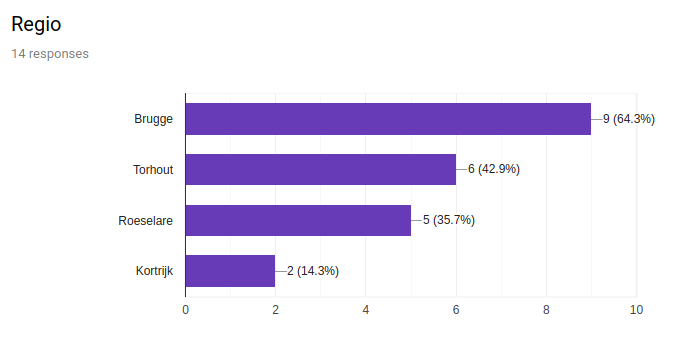 Regio
14 responses
Brugge 9 (64.3%)
Torhout 6 (42.9%)
Roeselare 5 (35.7%)
Kortrijk 2 (14.3%)
0 2 4 6 8 10